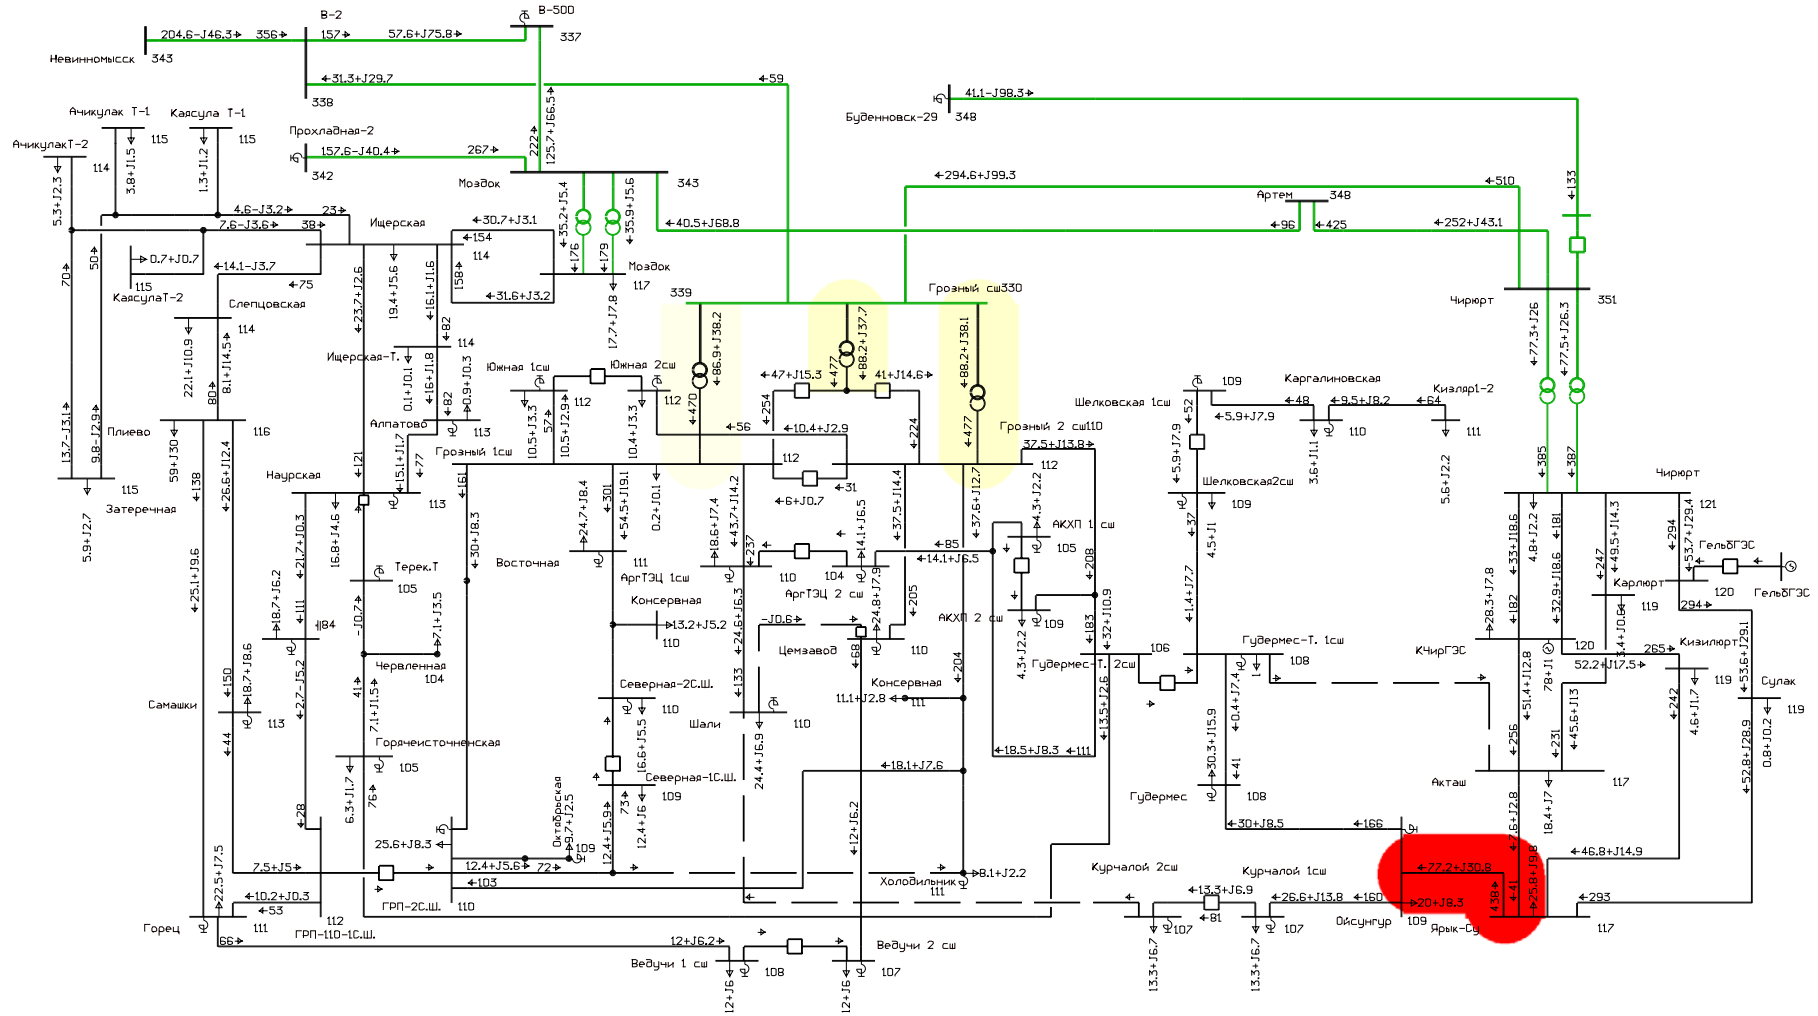 В-2
В-500
204.6-J46.3
356
157
57.6+J75.8
337
Невинномысск
343
31.3+J29.7
59
338
41.1-J98.3
Буденновск-29
348
Ачикулак Т-1
Каясула Т-1
115
115
Прохладная-2
157.6-J40.4
267
342
222
125.7+J66.5
АчикулакТ-2
114
5.3+J2.3
3.8+J1.5
1.3+J1.2
Моздок
343
294.6+J99.3
510
133
Артем
348
4.6-J3.2
23
7.6-J3.6
38
Ищерская
30.7+J3.1
35.2+J5.4
35.9+J5.6
40.5+J68.8
96
425
252+J43.1
154
114
176
179
70
50
0.7+J0.7
14.1-J3.7
75
115
КаясулаТ-2
23.7+J2.6
19.4+J5.6
16.1+J1.6
158
31.6+J3.2
Моздок
117
17.7+J7.8
339
Грозный сш330
Чирюрт
351
Слепцовская
114
22.1+J10.9
8.1+J14.5
80
82
Ищерская-Т.
114
0.1+J0.1
16+J1.8
82
0.9+J0.3
86.9+J38.2
88.2+J37.7
477
88.2+J38.1
77.3+J26
77.5+J26.3
Южная 1сш
Южная 2сш
112
112
47+J15.3
41+J14.6
470
254
224
477
109
Каргалиновская
Кизляр1-2
Шелковская 1сш
52
48
9.5+J8.2
64
5.9+J7.9
110
111
Плиево
116
Алпатово
113
10.5+J3.3
57
10.5+J2.9
10.4+J3.3
56
10.4+J2.9
Грозный 2 сш110
37.5+J13.8
5.9+J7.9
3.6+J1.1
5.6+J2.2
385
387
13.7-J3.1
9.8-J2.9
59+J30
138
26.6+J12.4
121
15.1+J1.7
77
Грозный 1сш
161
112
112
31
6+J0.7
Чирюрт
121
115
Затеречная
5.9+J2.7
Наурская
113
16.8+J4.6
21.7+J0.3
111
24.7+J8.4
301
54.5+J19.1
0.2+J0.1
18.6+J7.4
43.7+J14.2
237
37.5+J14.4
37.6+J12.7
4.3+J2.2
АКХП 1 сш
105
208
Шелковская2сш
109
37
4.5+J1
33+J18.6
4.8+J2.2
181
32.9+J18.6
247
49.5+J14.3
294
53.7+J29.4
ГельбГЭС
ГельбГЭС
120
30+J8.3
Восточная
111
АргТЭЦ 1сш
110
104
14.1+J6.5
85
14.1+J6.5
АргТЭЦ 2 сш
24.8+J7.9
205
АКХП 2 сш
109
4.3+J2.2
183
32+J10.9
1.4+J7.7
28.3+J7.8
182
Карлюрт
119
294
25.1+J9.6
18.7+J6.2
84
Терек.Т
105
-J0.7
7.1+J3.5
Червленная
104
Консервная
13.2+J5.2
110
24.6+J6.3
-J0.6
Цемзавод
110
68
133
204
106
Гудермес-Т. 2сш
Гудермес-Т. 1сш
108
КЧирГЭС
120
78+J1
52.2+J17.5
265
Кизилюрт
119
53.6+J29.1
Сулак
119
150
18.7+J8.6
Самашки
113
44
2.7-J5.2
41
7.1+J1.5
Северная-2С.Ш.
110
16.6+J5.5
Шали
110
24.4+J6.9
Консервная
11.1+J2.8
111
18.5+J8.3
111
13.5+J2.6
30.3+J15.9
0.4+J7.4
1
51.4+J12.8
256
231
45.6+J13
242
4.6+J1.7
0.8+J0.2
52.8+J28.9
Горячеисточненская
105
6.3+J1.7
76
28
Северная-1С.Ш.
109
73
12.4+J6
12.4+J5.9
18.1+J7.6
Гудермес
108
41
Акташ
117
18.4+J7
7.6+J2.8
12+J6.2
25.6+J8.3
Октябрьская
9.7+J2.5
109
30+J8.5
166
46.8+J14.9
22.5+J7.5
7.5+J5
12.4+J5.6
72
103
Холодильник
8.1+J2.2
111
Курчалой 2сш
Курчалой 1сш
77.2+J30.8
438
41
25.8+J9.8
10.2+J0.3
53
ГРП-2С.Ш.
110
13.3+J6.9
81
26.6+J13.8
160
20+J8.3
293
Горец
111
112
ГРП-110-1С.Ш.
107
107
Ойсунгур
109
Ярык-Су
117
66
12+J6.2
Ведучи 1 сш
108
Ведучи 2 сш
107
12+J6
12+J6
13.3+J6.7
13.3+J6.7